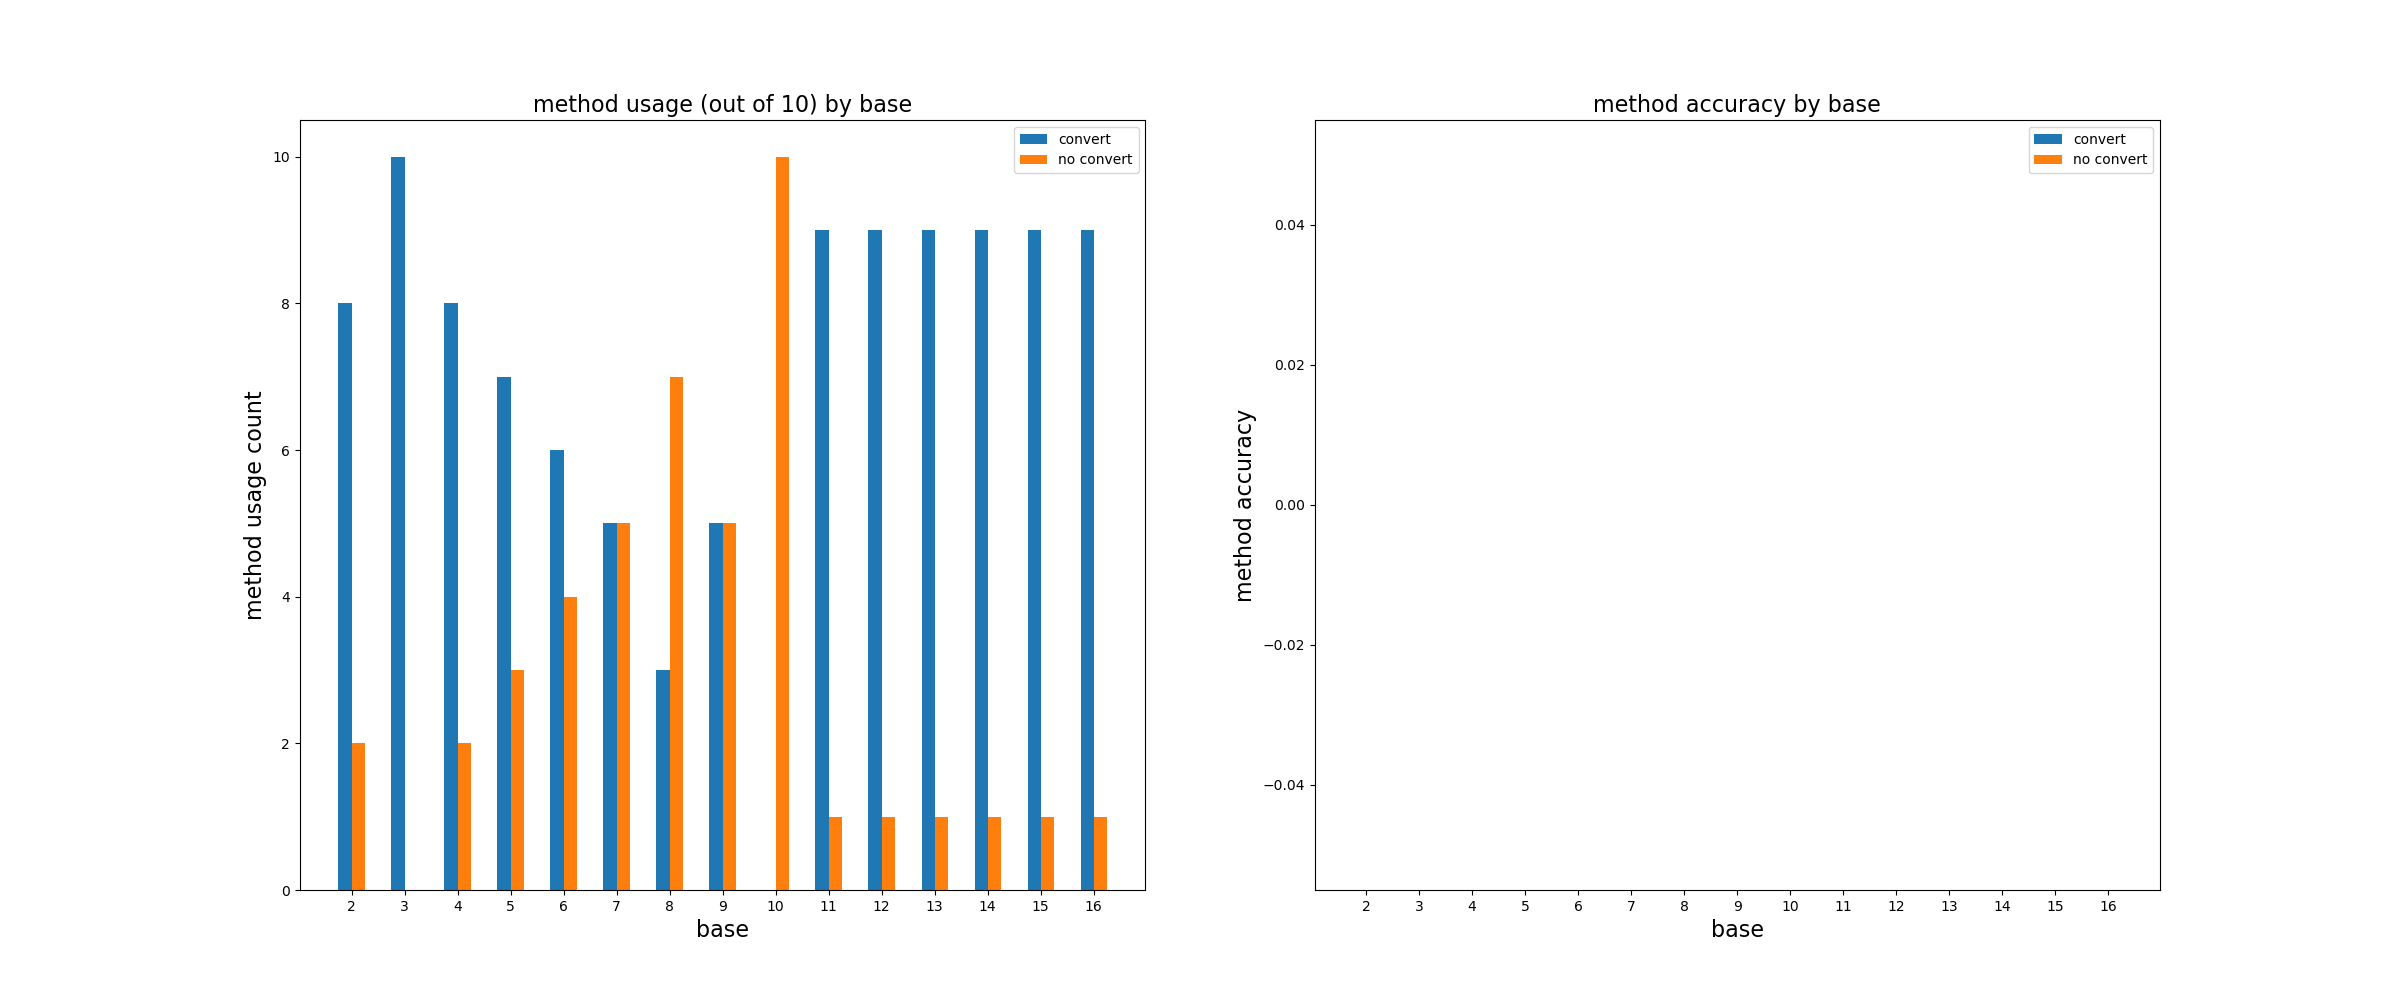 method usage (out of 10) by base
convert
no convert
10
8
6
4
2
0
method usage count
2 3 4 5 6 7 8 9 10 11 12 13 14 15 16
base
method accuracy by base
convert
no convert
0.04
0.02
0.00
−0.02
−0.04
method accuracy
2 3 4 5 6 7 8 9 10 11 12 13 14 15 16
base